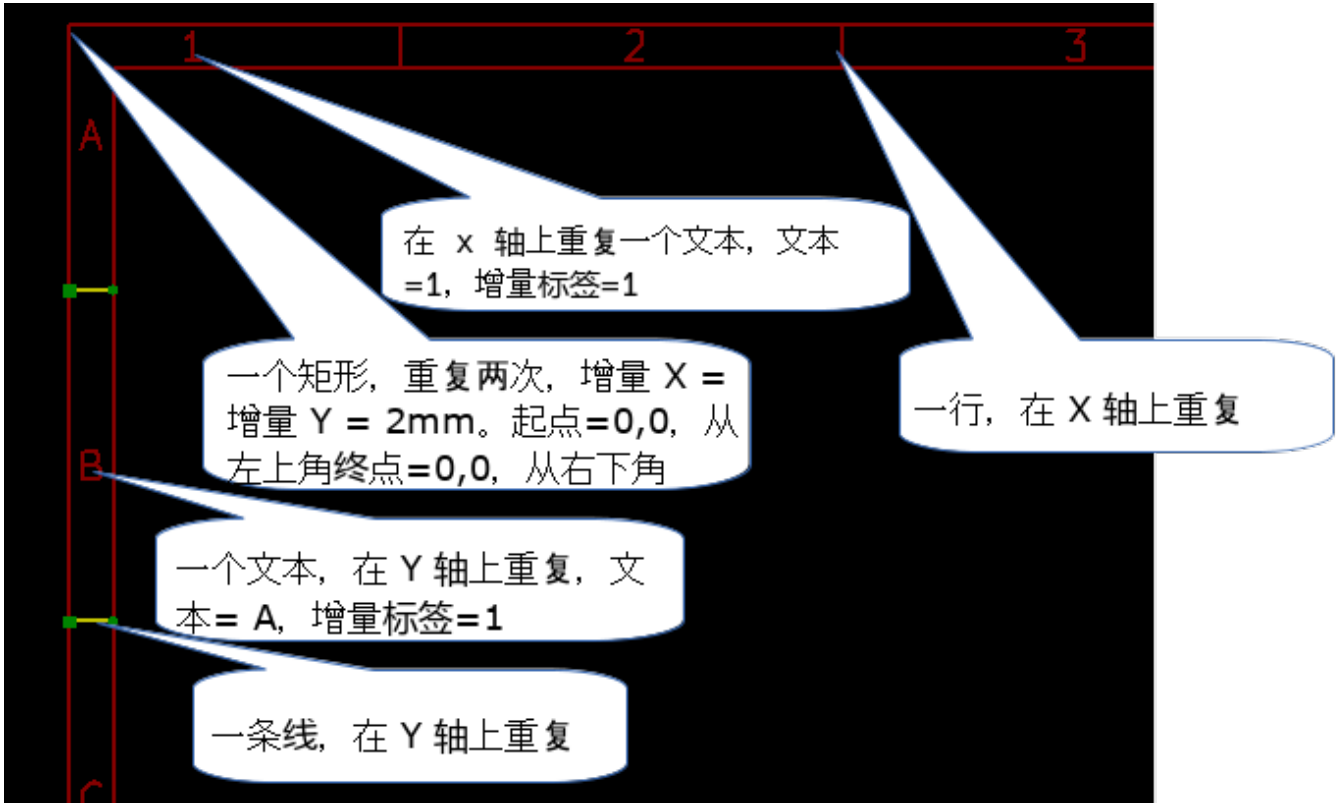 1
2
3
A
在 x 轴上重复一个文本，文本
=1，增量标签=1
一个矩形，重复两次，增量 X =
增量 Y = 2mm。起点=0,0，从
左上角终点=0,0，从右下角
一行，在 X 轴上重复
B
一个文本，在 Y 轴上重复，文
本= A，增量标签=1
一条线，在 Y 轴上重复
C